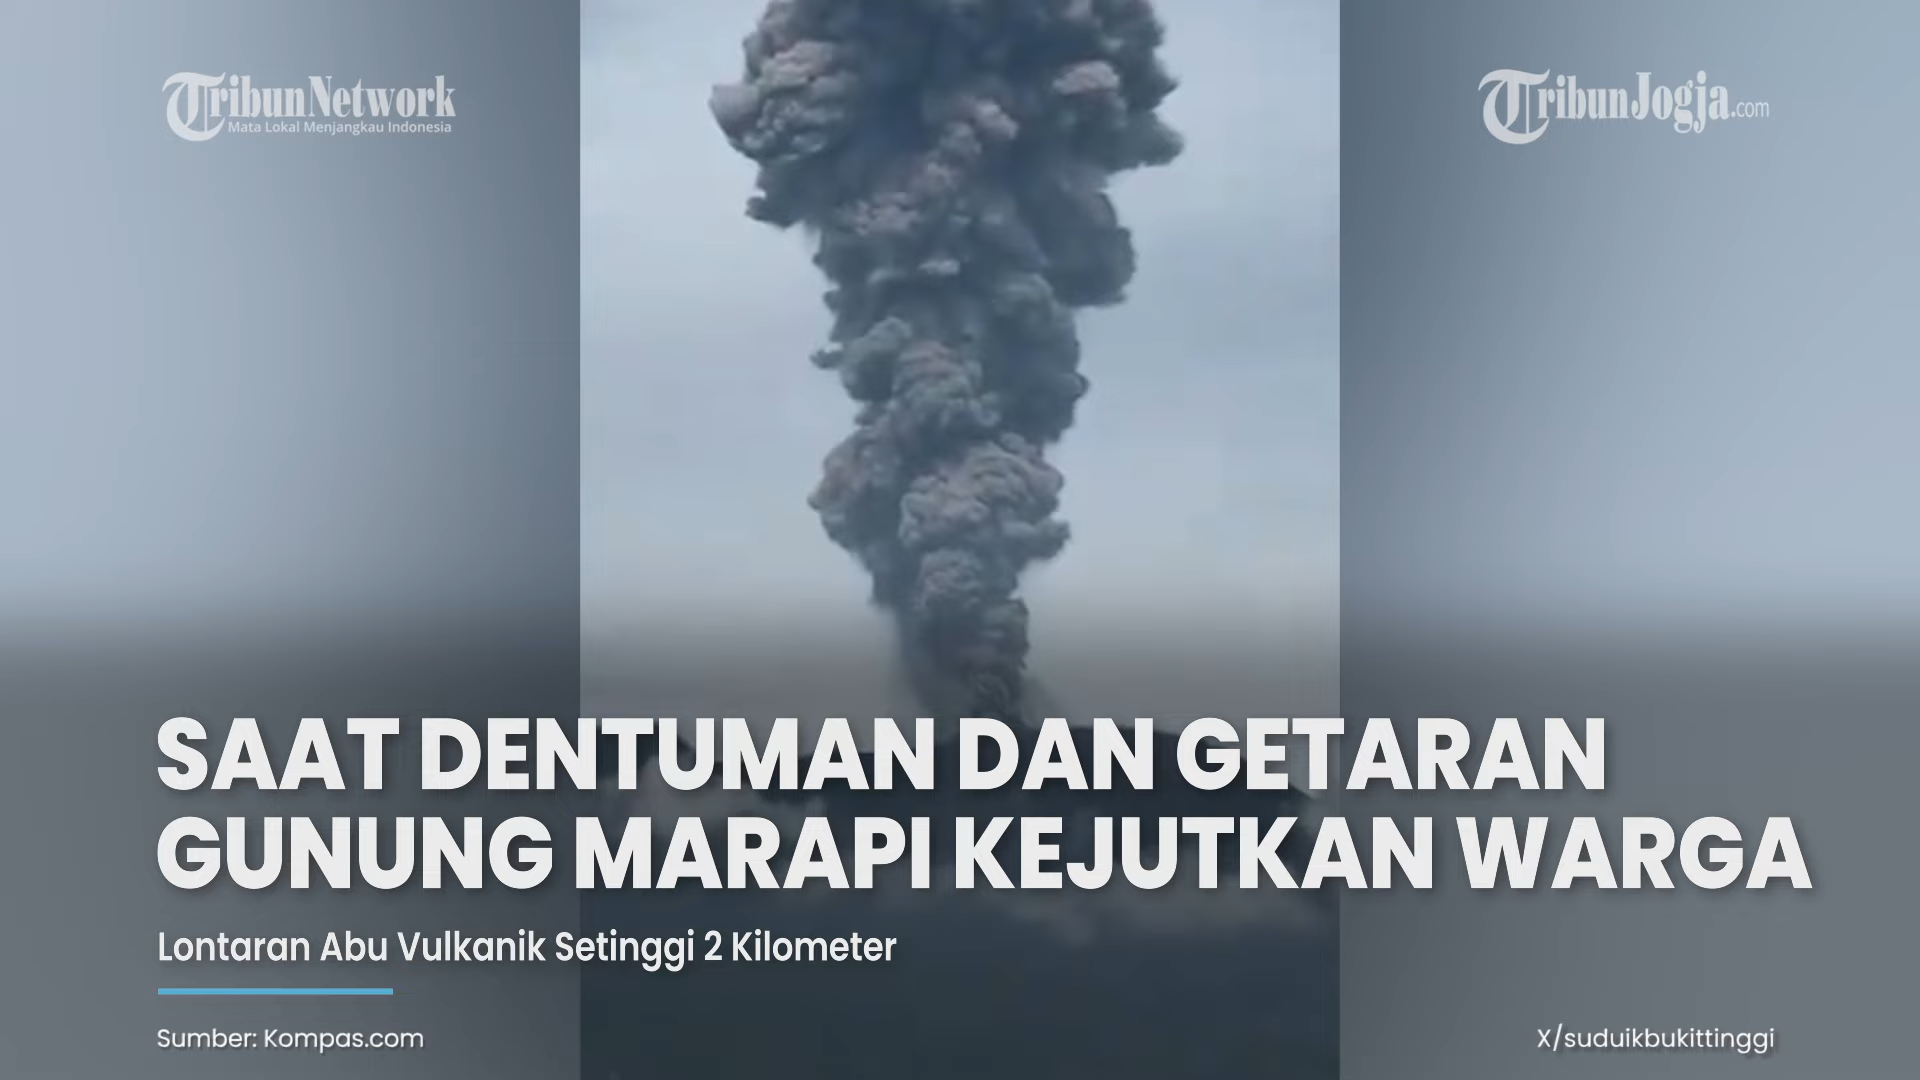 TribunNetwork
Mata Lokal Menjangkau Indonesia
TribunJogja.com
SAAT DENTUMAN DAN GETARAN
GUNUNG MARAPI KEJUTKAN WARGA
Lontaran Abu Vulkanik Setinggi 2 Kilometer
Sumber: Kompas.com
X/suduikbukittinggi